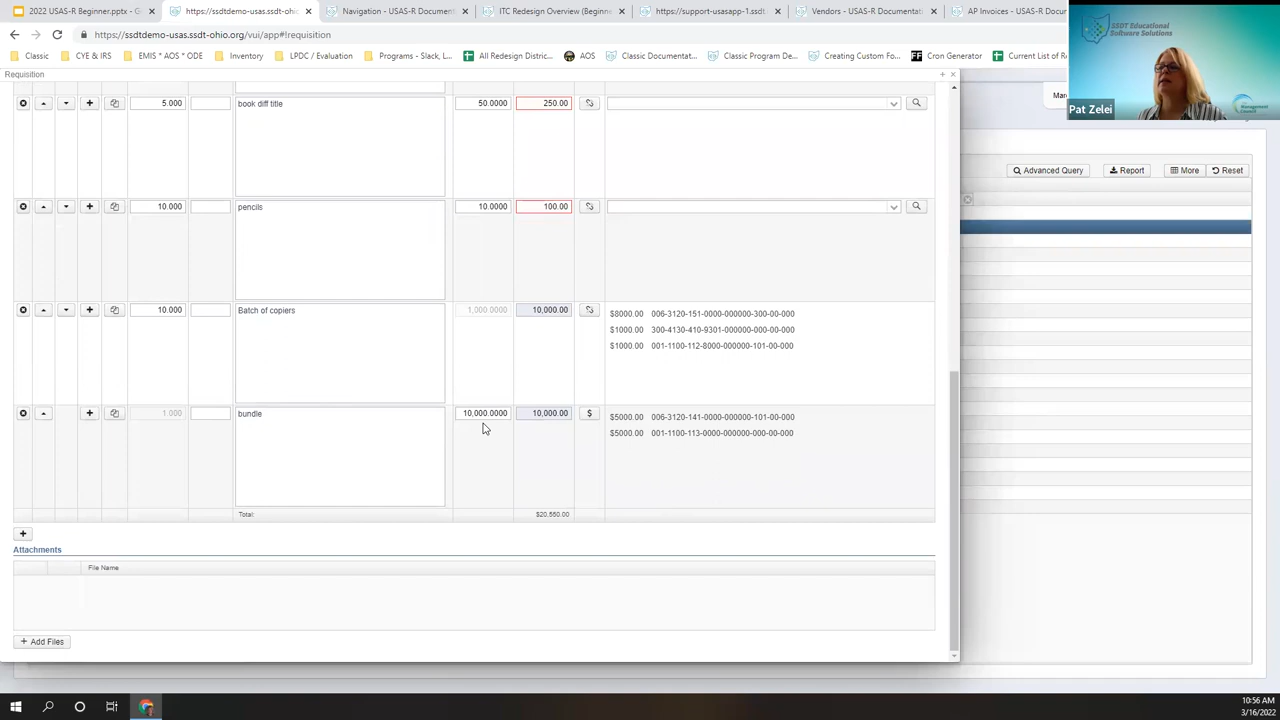 2022 USAS-R Beginner.pptx - G
https://ssdtdemo-usas.ssdt-ohio
Navigation - USAS-R Document
ITC Redesign Overview (Beginne
https://support-usasapp-1.ssdt
Vendors - USAS-R Documentati
AP Invoices - USAS-R Docum
https://ssdtdemo-usas.ssdt-ohio.org/vui/app#!requisition
Classic
CYE & IRS
EMIS * AOS * ODE
Inventory
LPDC / Evaluation
Programs - Slack, L...
All Redesign Distric...
AOS
Classic Documentat...
Classic Program De...
Creating Custom Fo...
Cron Generator
Current List of R
SSDT Educational
Software Solutions
Management
Council
Pat Zelei
Requisition
Advanced Query
Report
More
Reset
5.000
book diff title
50.0000
250.00
10.000
pencils
10.0000
100.00
10.000
Batch of copiers
1,000.0000
10,000.00
$8000.00 006-3120-151-0000-000000-300-00-000
$1000.00 300-4130-410-9301-000000-000-00-000
$1000.00 001-1100-112-8000-000000-101-00-000
1.000
bundle
10,000.0000
10,000.00
$
$5000.00 006-3120-141-0000-000000-101-00-000
$5000.00 001-1100-113-0000-000000-000-00-000
Total:
$20,550.00
Attachments
File Name
+ Add Files
10:56 AM
3/16/2022